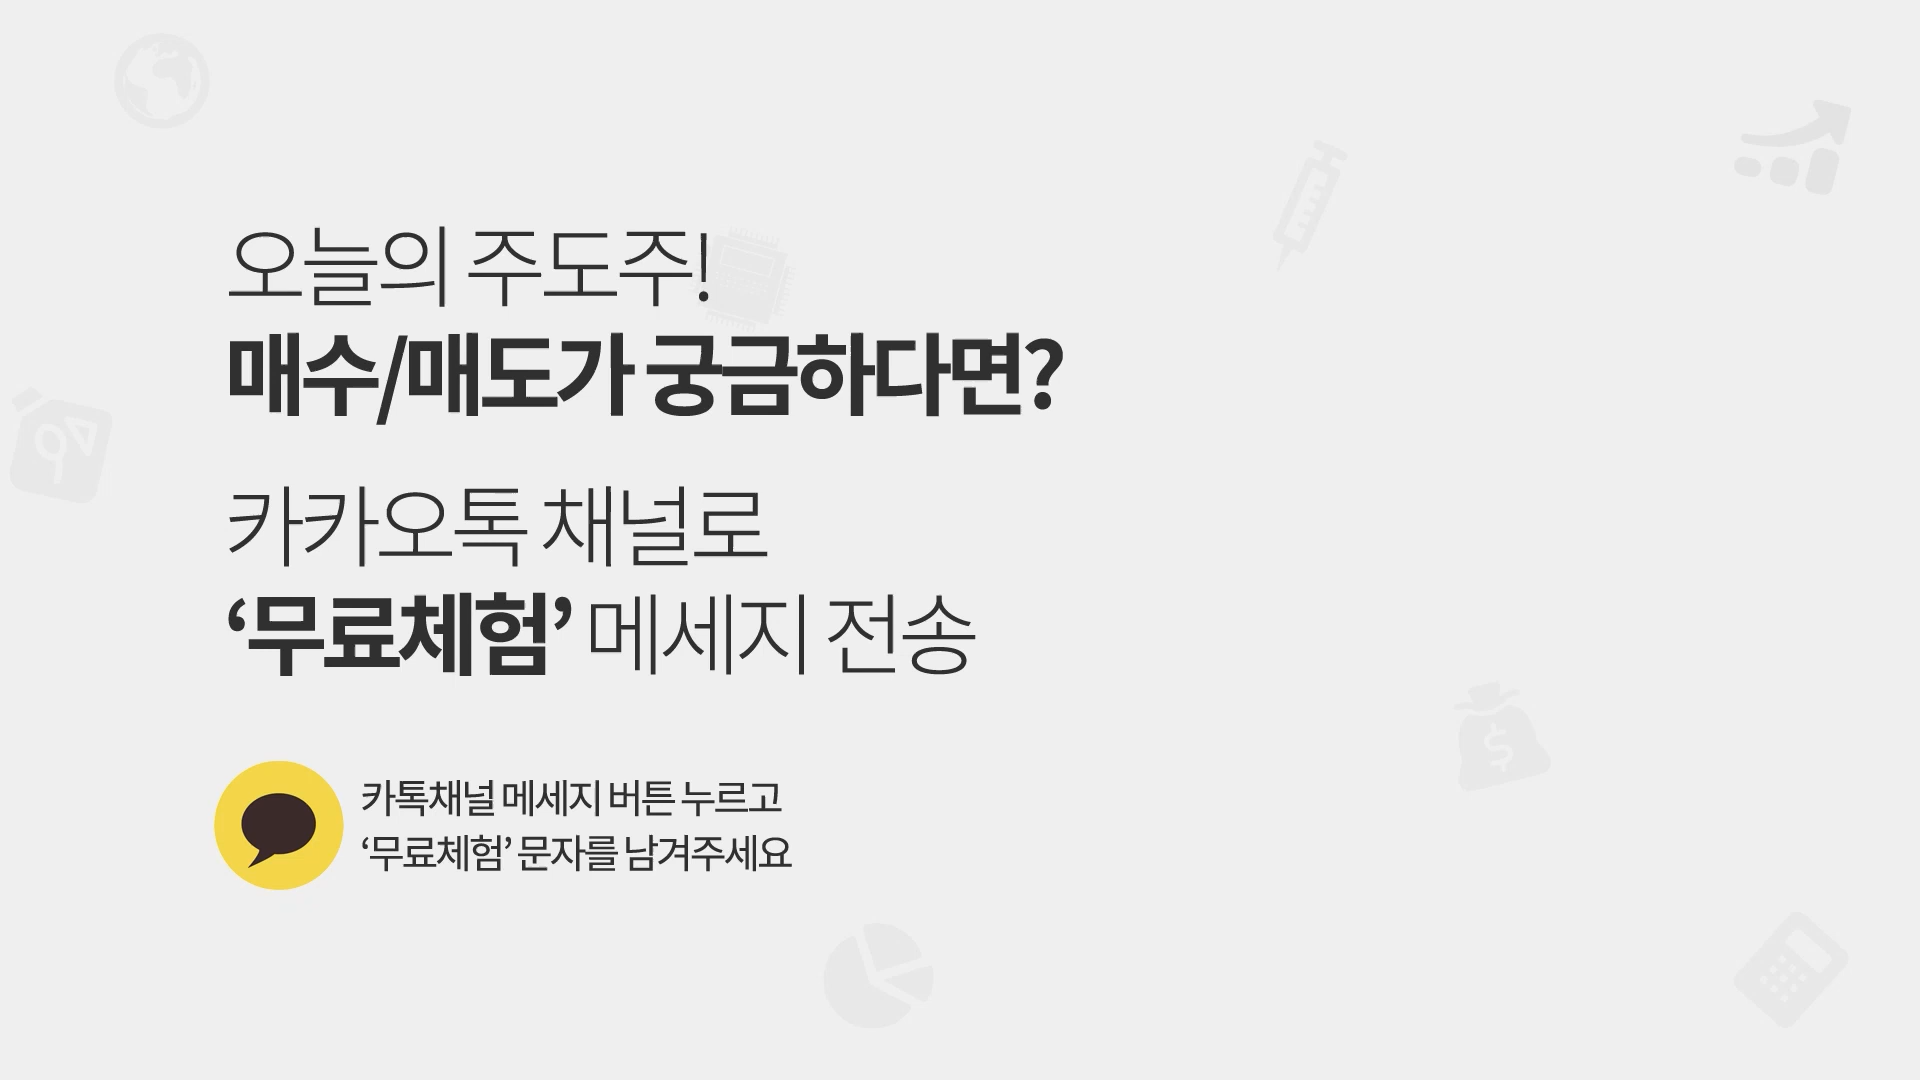 오늘의 주도주!
매수/매도가 궁금하다면?
카카오톡 채널로
‘무료체험’ 메세지 전송
카톡채널 메세지 버튼 누르고
‘무료체험’ 문자를 남겨주세요